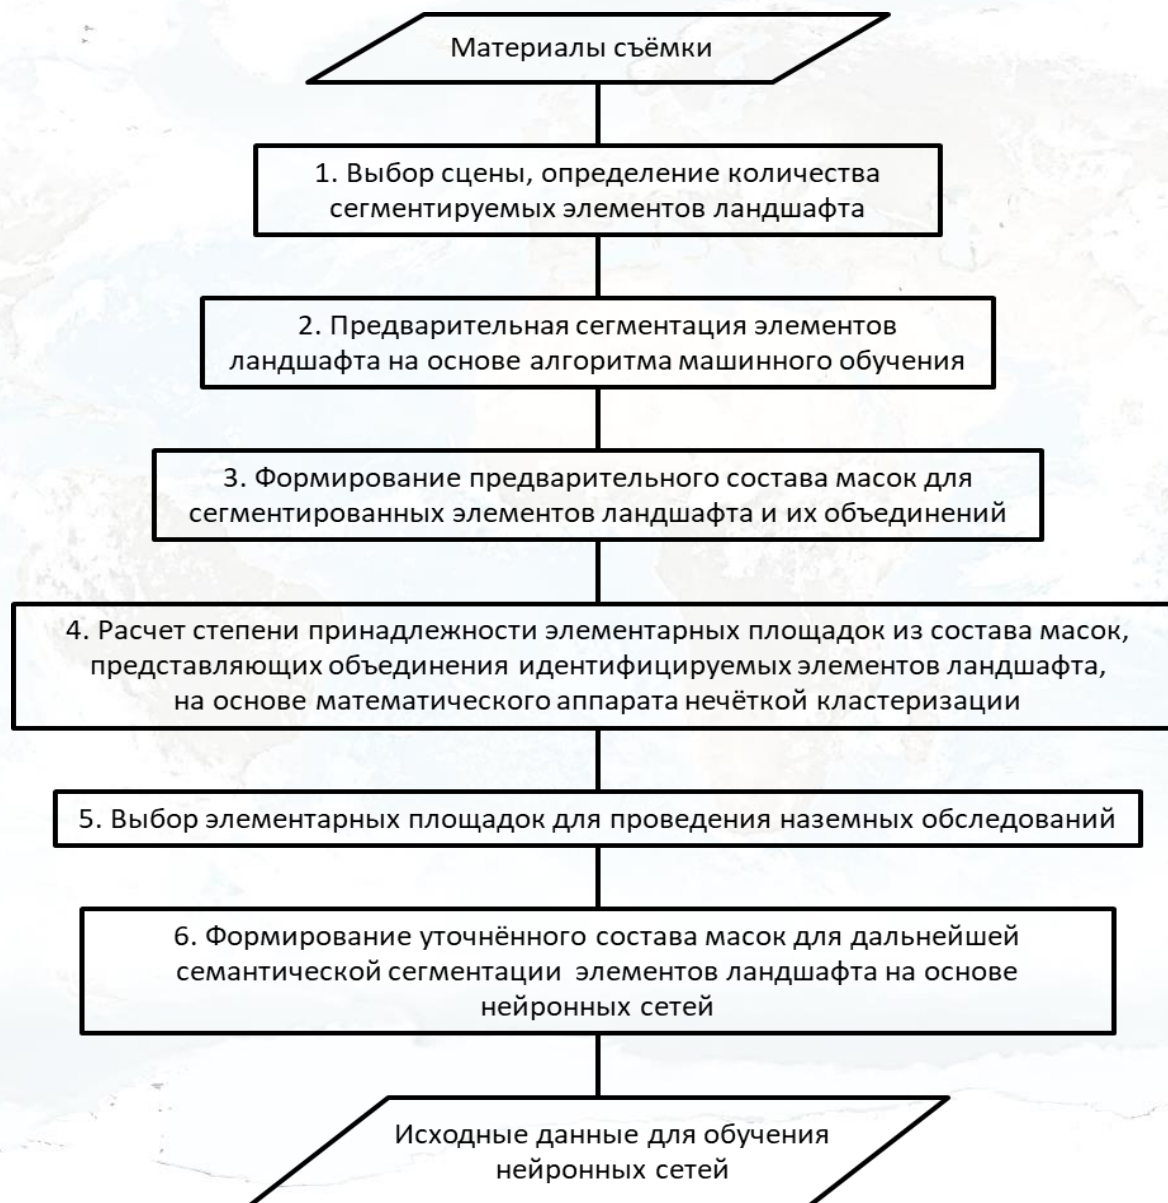 Материалы съёмки
1. Выбор сцены, определение количества
сегментируемых элементов ландшафта
2. Предварительная сегментация элементов
ландшафта на основе алгоритма машинного обучения
3. Формирование предварительного состава масок для
сегментированных элементов ландшафта и их объединений
4. Расчет степени принадлежности элементарных площадок из состава масок,
представляющих объединения идентифицируемых элементов ландшафта,
на основе математического аппарата нечёткой кластеризации
5. Выбор элементарных площадок для проведения наземных обследований
6. Формирование уточнённого состава масок для дальнейшей
семантической сегментации элементов ландшафта на основе
нейронных сетей
Исходные данные для обучения
нейронных сетей